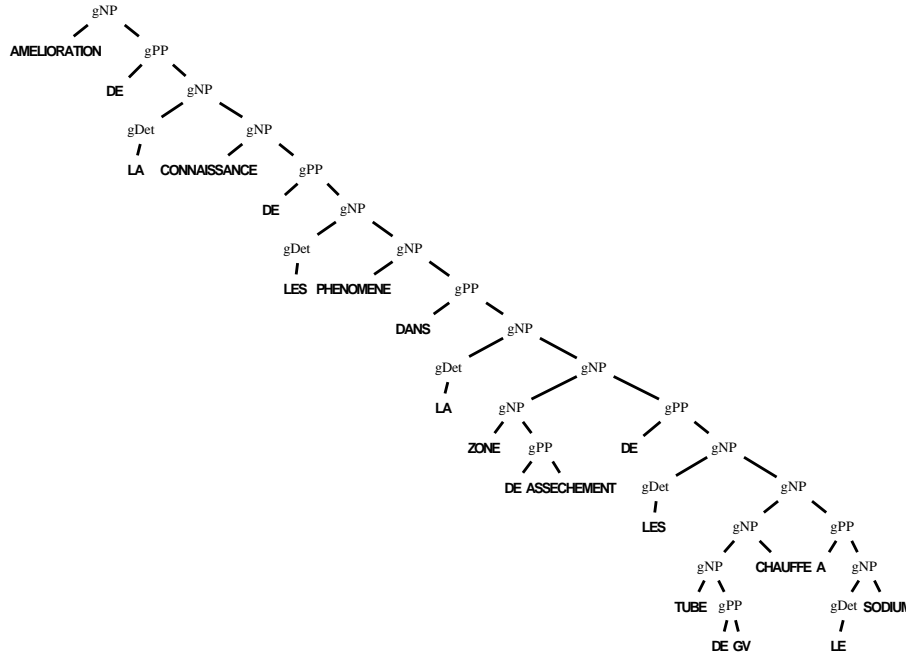 gNP
AMELIORATION gPP
DE gNP
gDet gNP
LA CONNAISSANCE gPP
DE gNP
gDet gNP
LES PHENOMENE gPP
DANS gNP
gDet gNP
LA gNP gPP
ZONE gPP DE gNP
DE ASSECHEMENT gDet gNP
LES gNP gPP
gNP CHAUFFE A gNP
TUBE gPP gDet SODIUM
DE GV LE